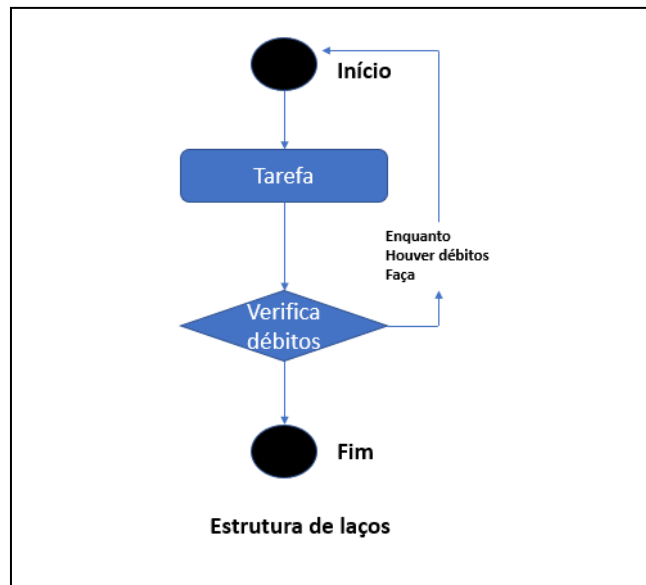 Início
Tarefa
Enquanto
Houver débitos
Faça
Verifica
débitos
Fim
Estrutura de laços